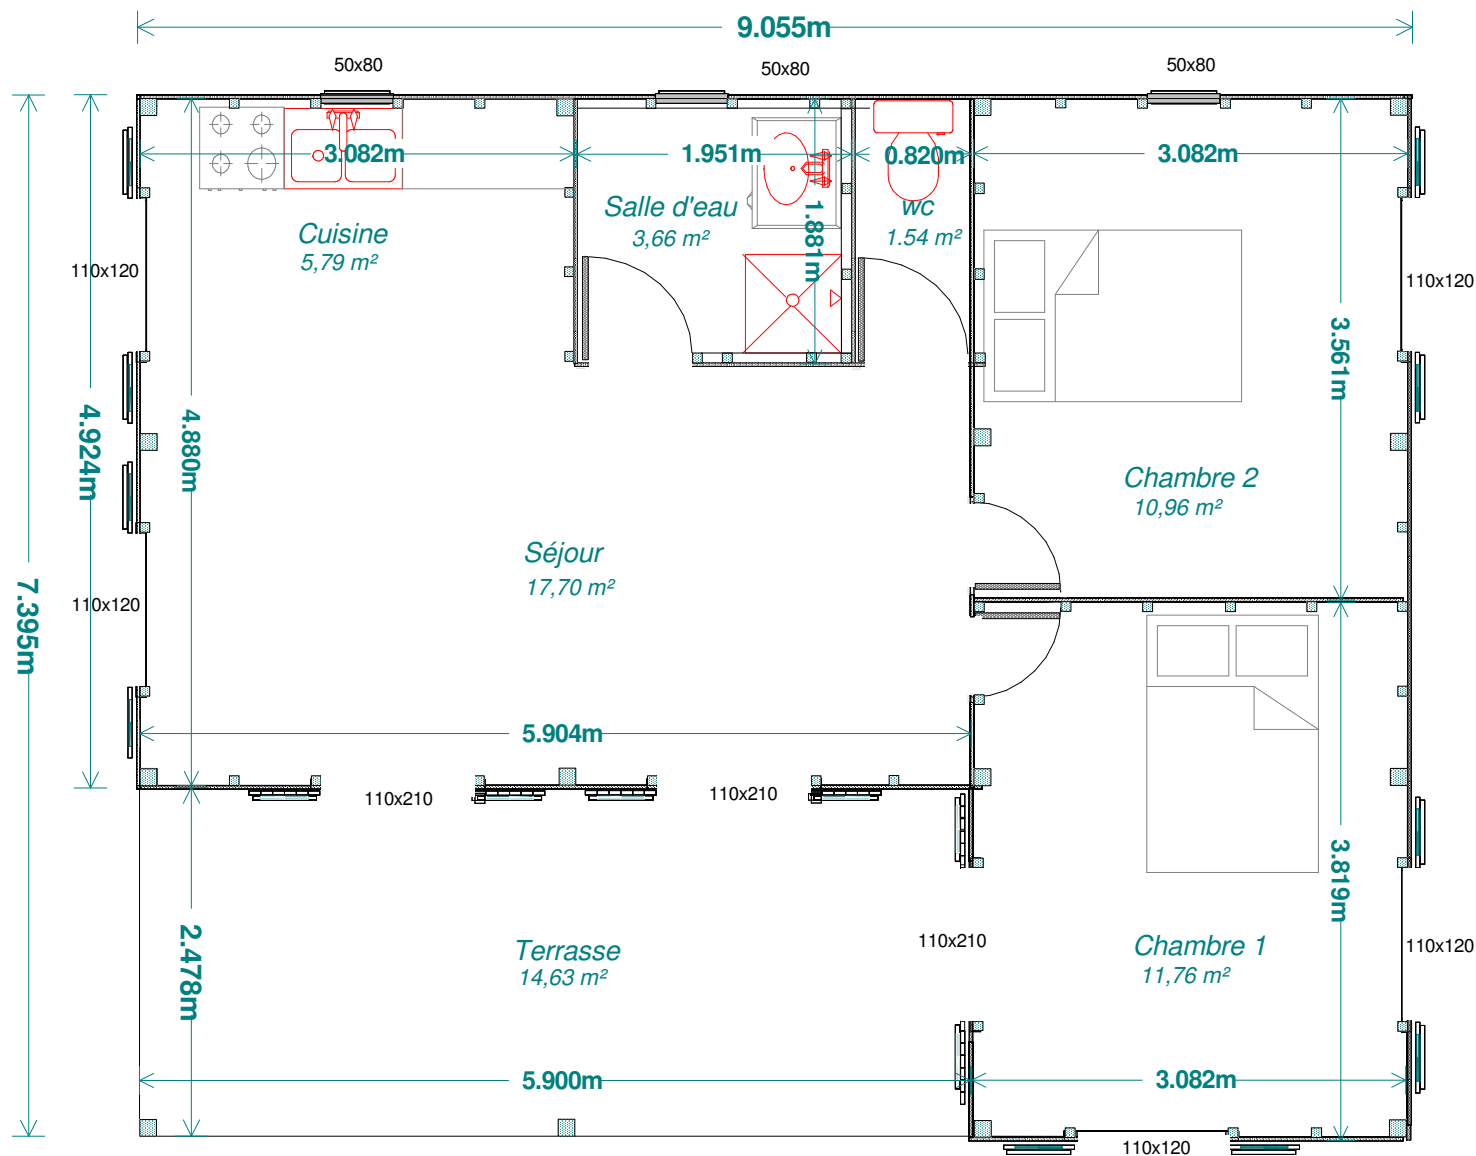 9.055m
50x80
50x80
50x80
3.082m
1.951m
0.820m
3.082m
Salle d'eau
3,66 m²
wc
1.54 m²
Cuisine
5,79 m²
1.881m
110x120
110x120
3.561m
4.924m
4.880m
Chambre 2
10,96 m²
Séjour
17,70 m²
110x120
7.395m
5.904m
110x210
110x210
3.819m
2.478m
Terrasse
14,63 m²
110x210
Chambre 1
11,76 m²
110x120
5.900m
3.082m
110x120